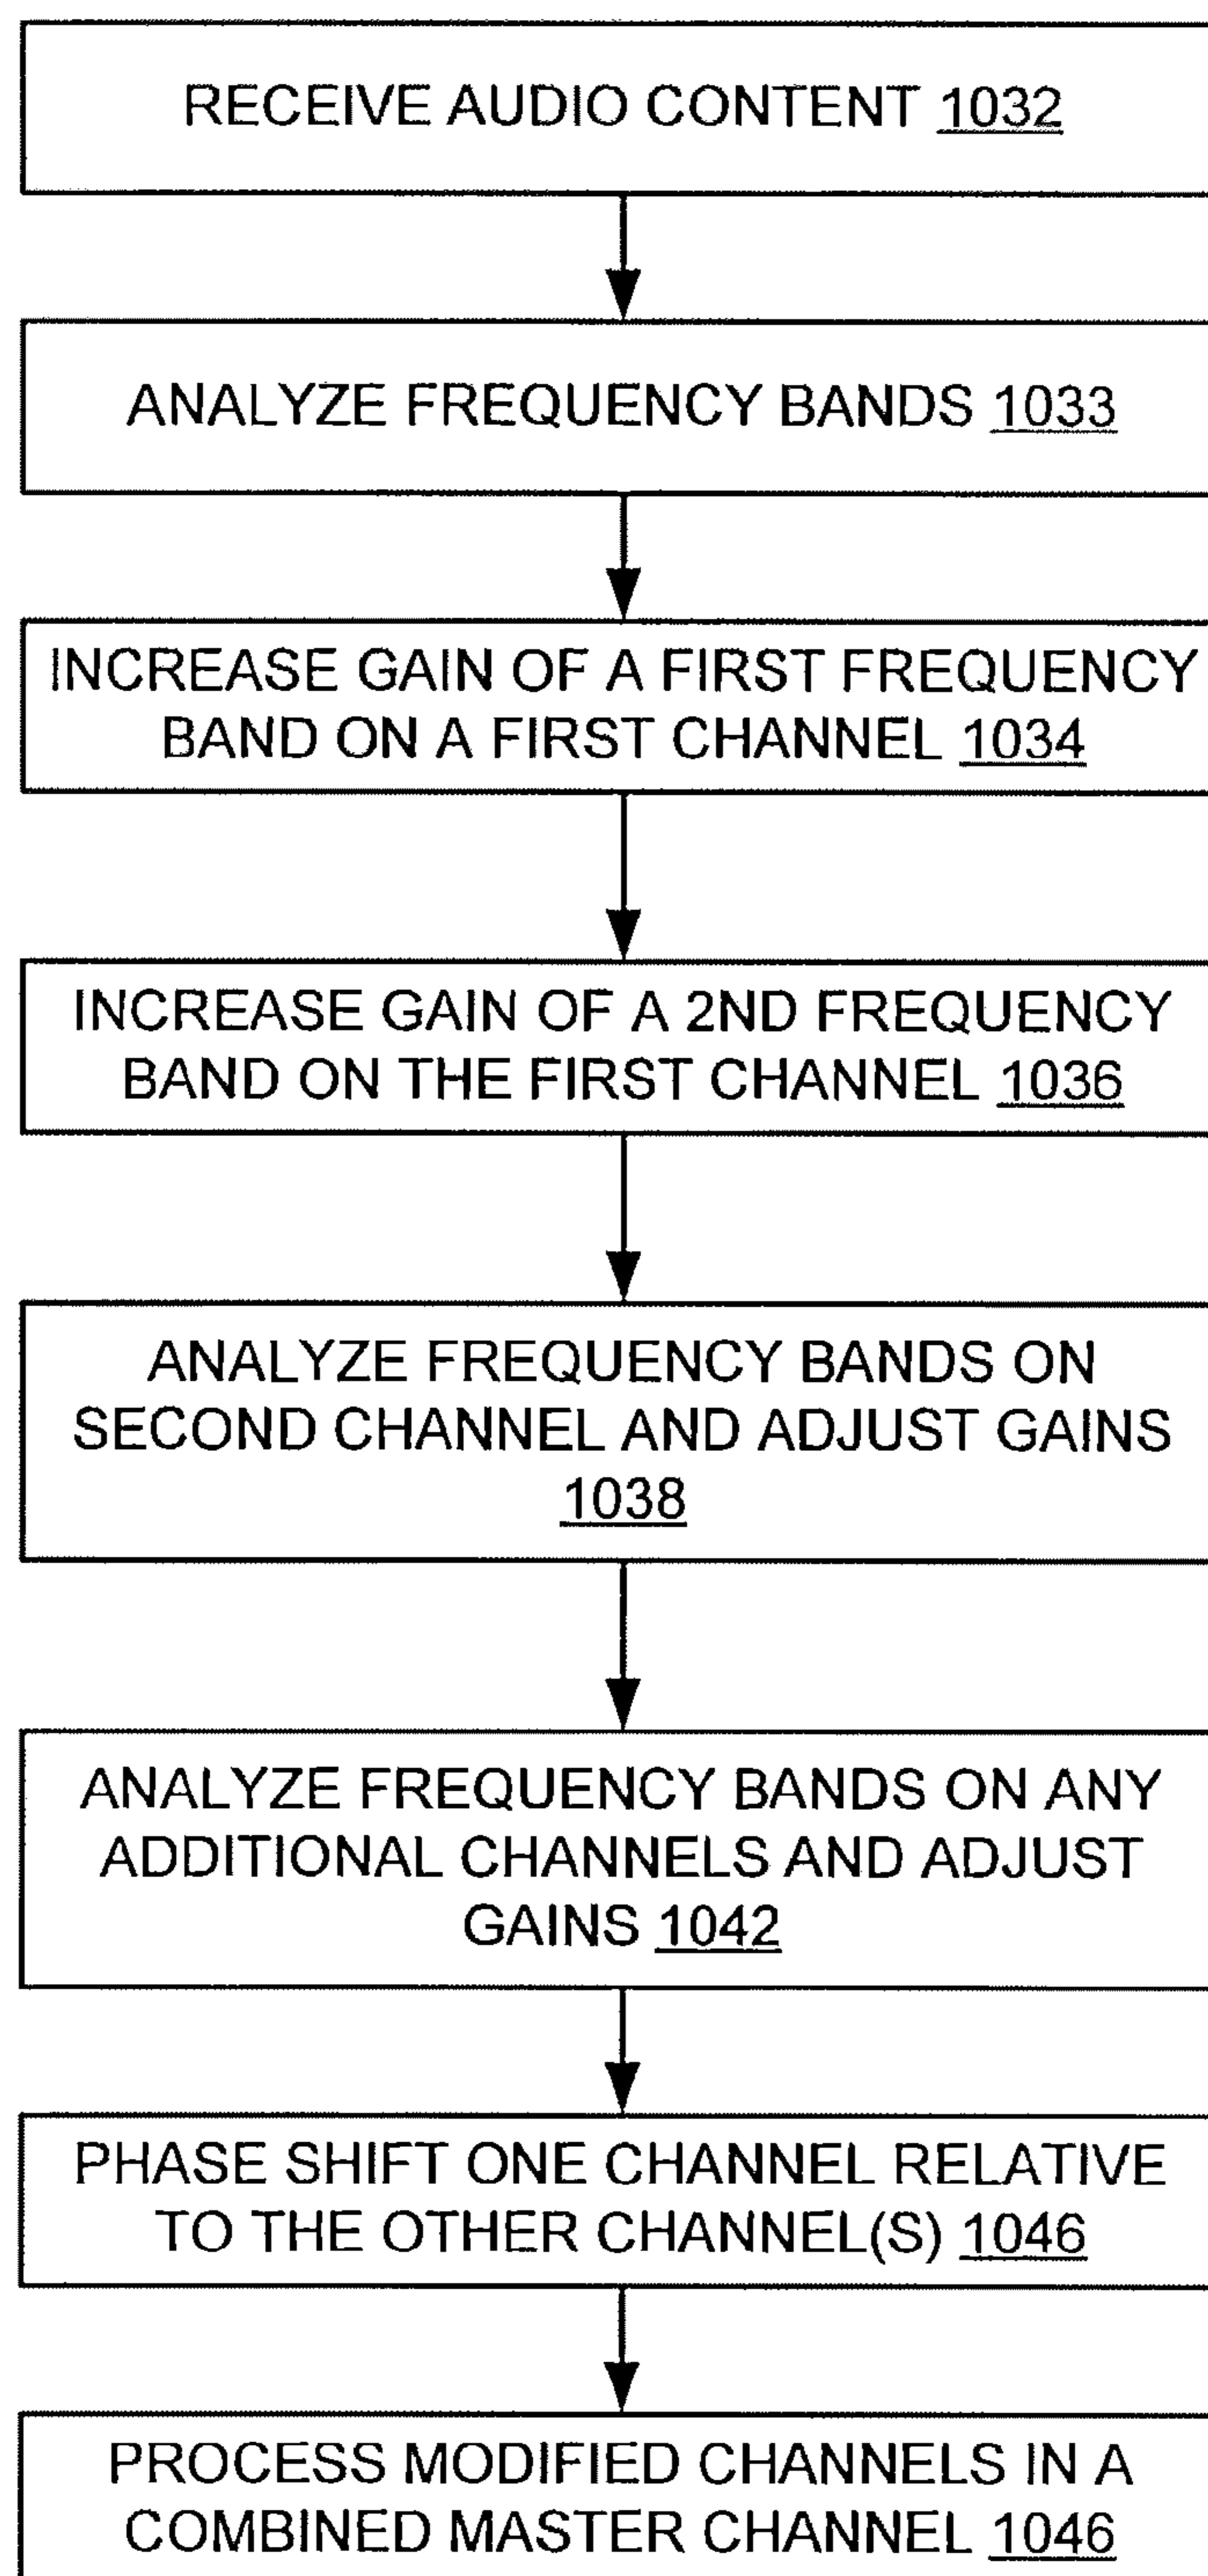 RECEIVE AUDIO CONTENT 1032
ANALYZE FREQUENCY BANDS 1033
INCREASE GAIN OF A FIRST FREQUENCY
BAND ON A FIRST CHANNEL 1034
INCREASE GAIN OF A 2ND FREQUENCY
BAND ON THE FIRST CHANNEL 1036
ANALYZE FREQUENCY BANDS ON
SECOND CHANNEL AND ADJUST GAINS
1038
ANALYZE FREQUENCY BANDS ON ANY
ADDITIONAL CHANNELS AND ADJUST
GAINS 1042
PHASE SHIFT ONE CHANNEL RELATIVE
TO THE OTHER CHANNEL(S) 1046
PROCESS MODIFIED CHANNELS IN A
COMBINED MASTER CHANNEL 1046